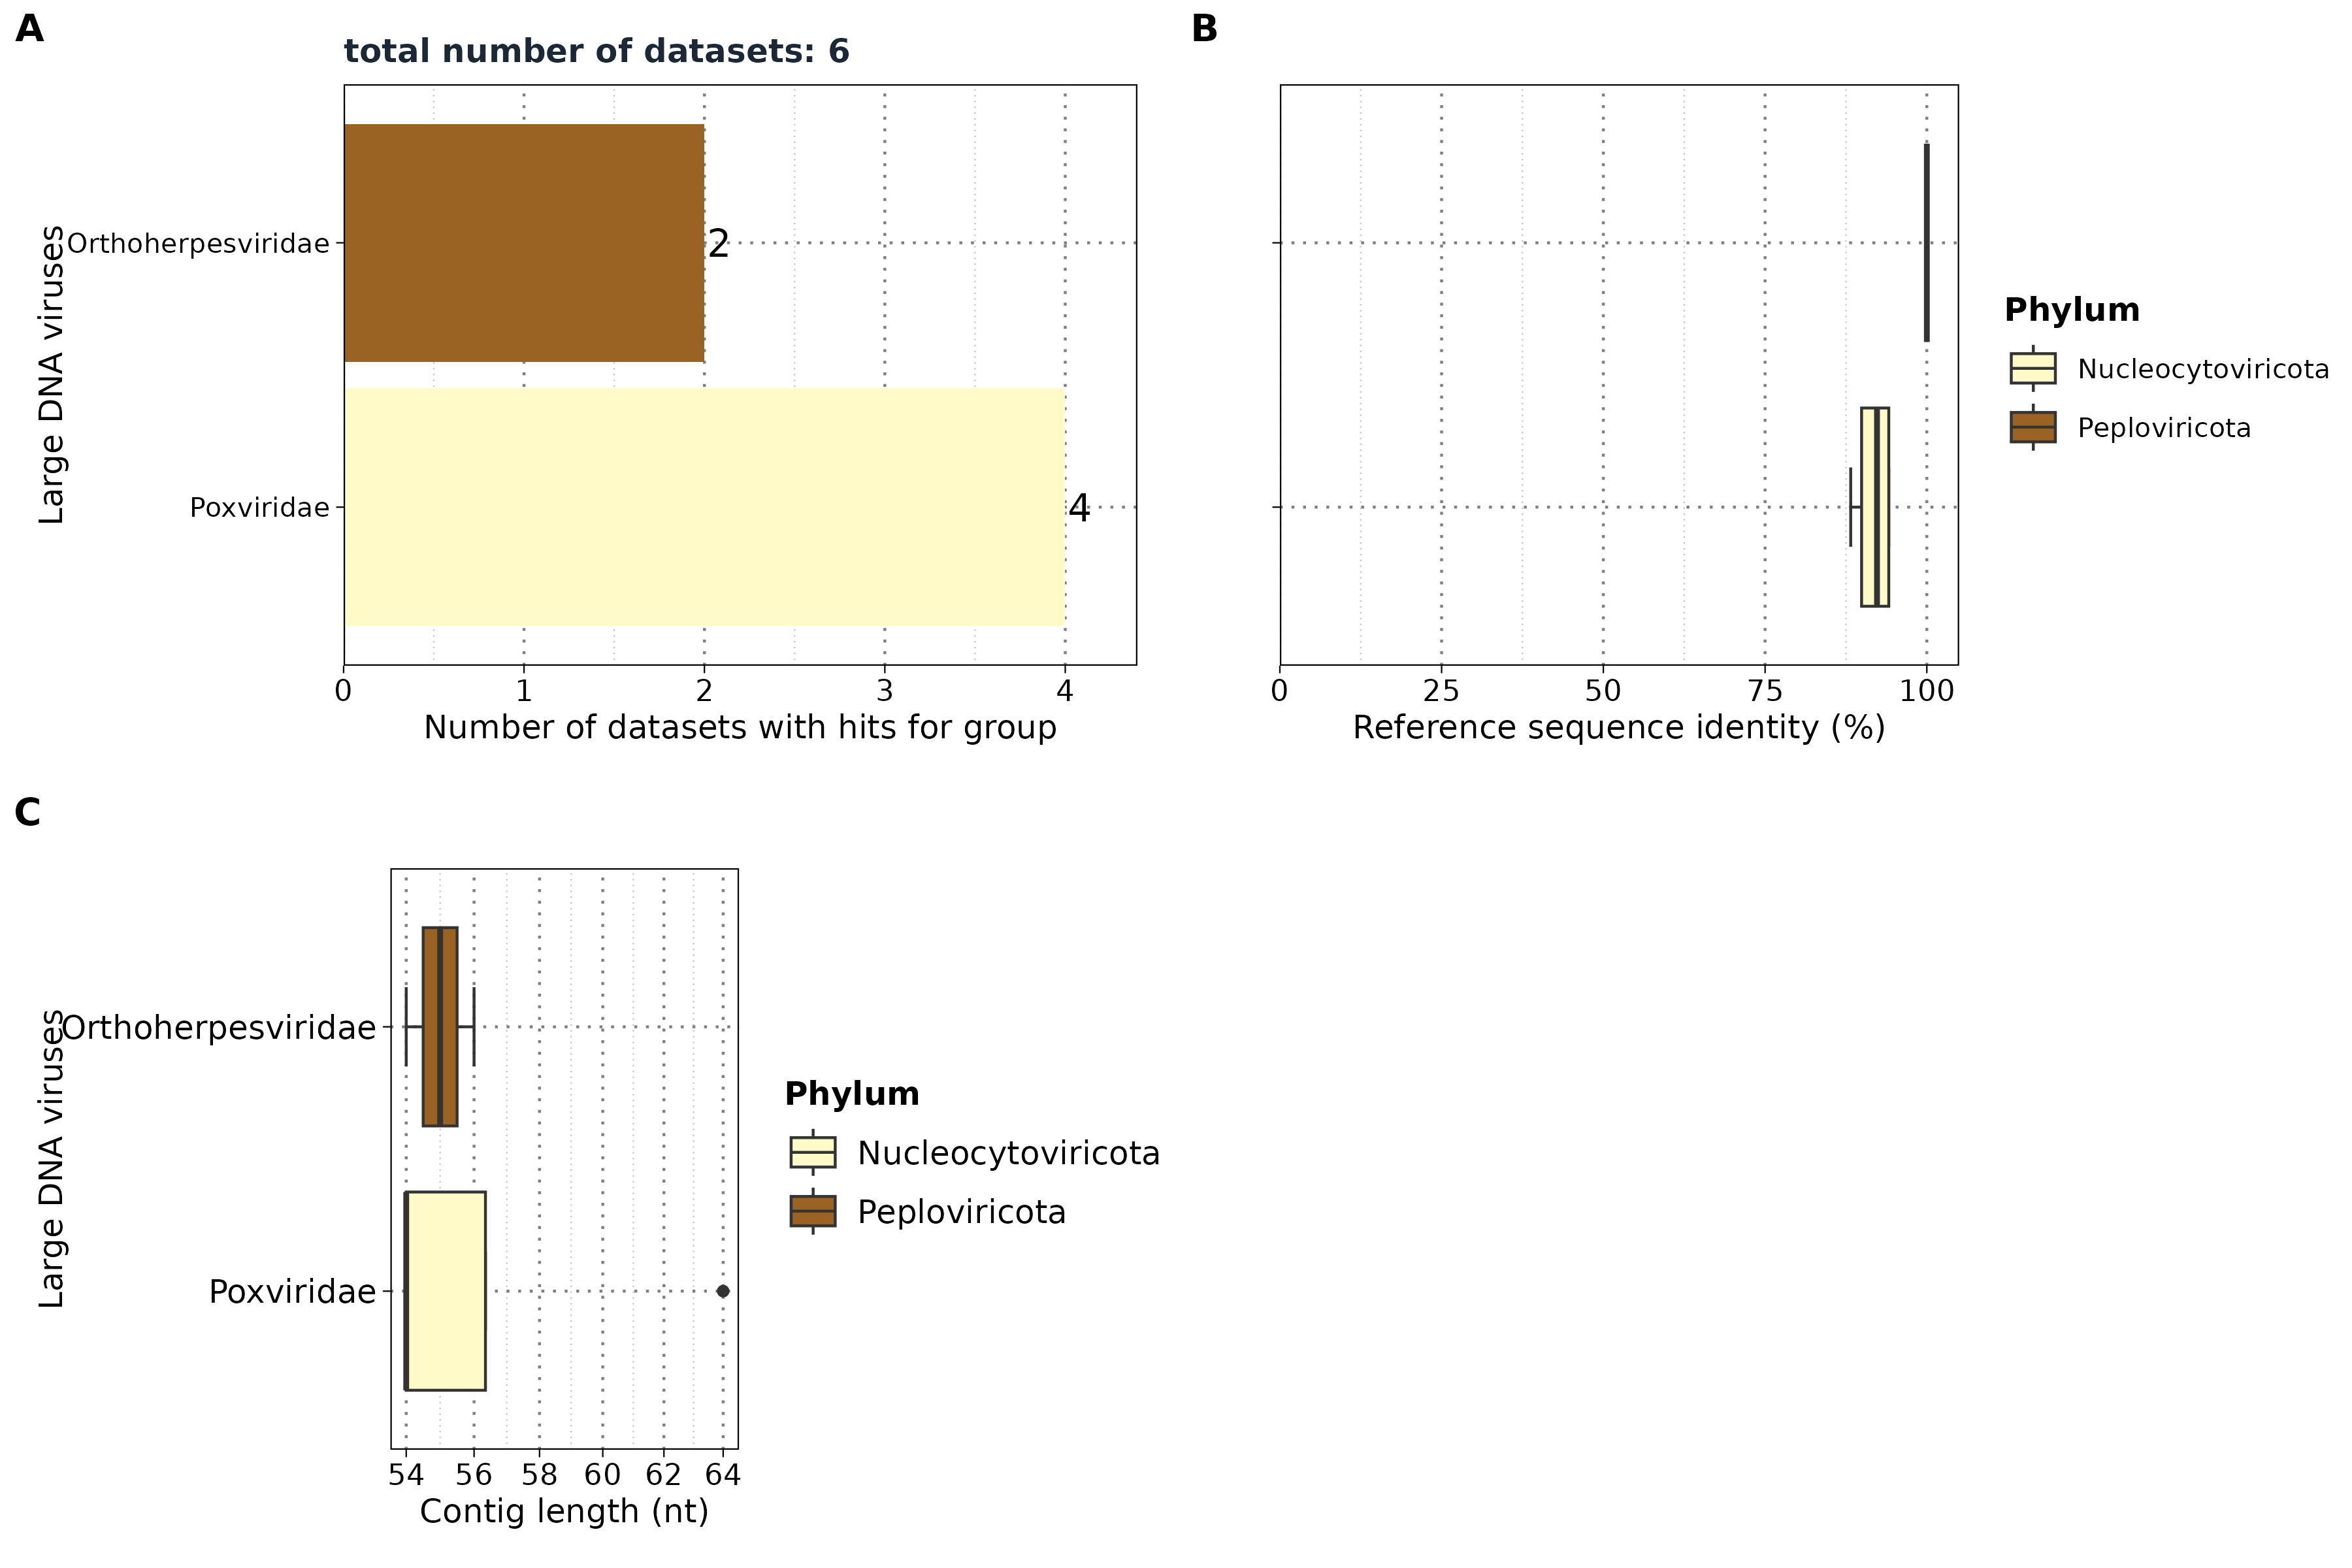 A
total number of datasets: 6
Large DNA viruses
Orthoherpesviridae
Poxviridae
2
4
0 1 2 3 4
Number of datasets with hits for group
B
0 25 50 75 100
Reference sequence identity (%)
Phylum
Nucleocytoviricota
Peploviricota
C
Large DNA viruses
Orthoherpesviridae
Poxviridae
54 56 58 60 62 64
Contig length (nt)
Phylum
Nucleocytoviricota
Peploviricota